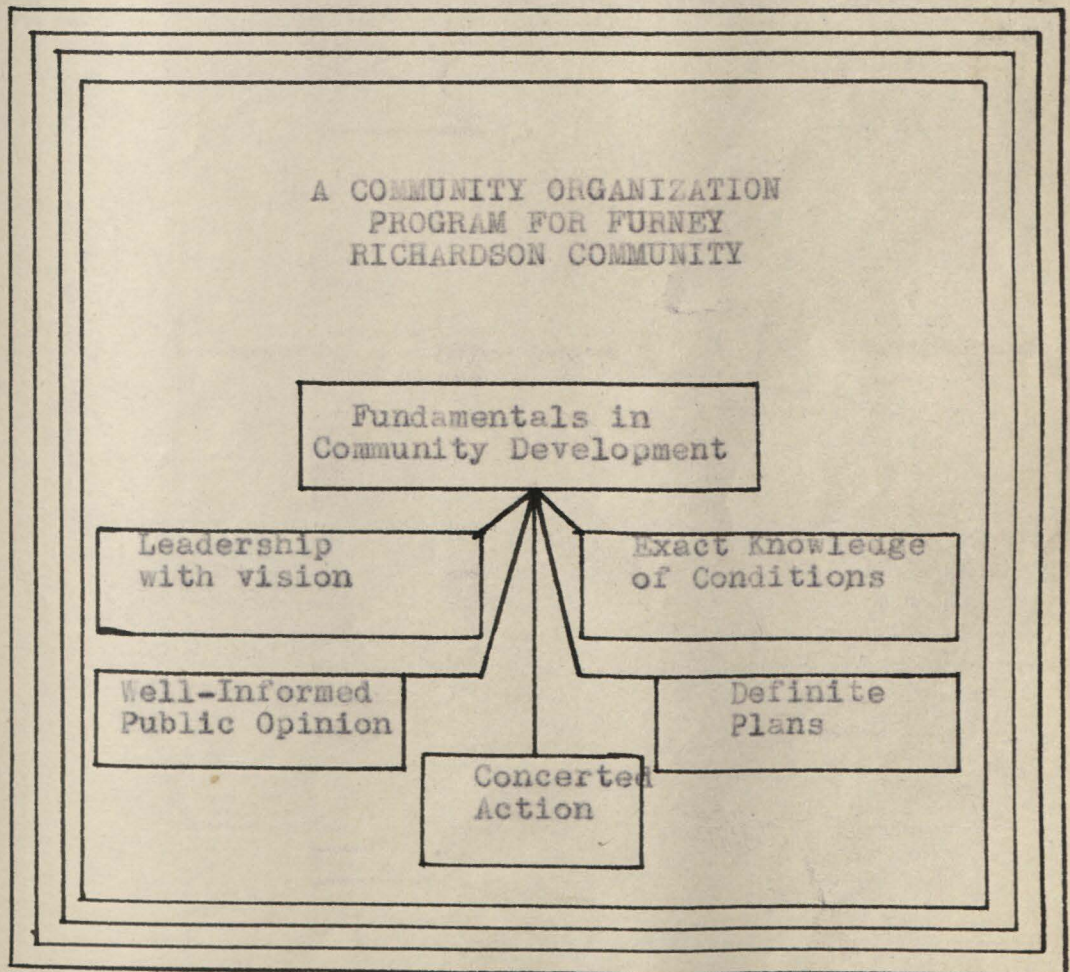 A COMMUNITY ORGANIZATION
PROGRAM FOR FURNEY
RICHARDSON COMMUNITY
Fundamentals in
Community Development
Leadership
with vision
Exact Knowledge
of Conditions
Well-Informed
Public Opinion
Definite
Plans
Concerted
Action